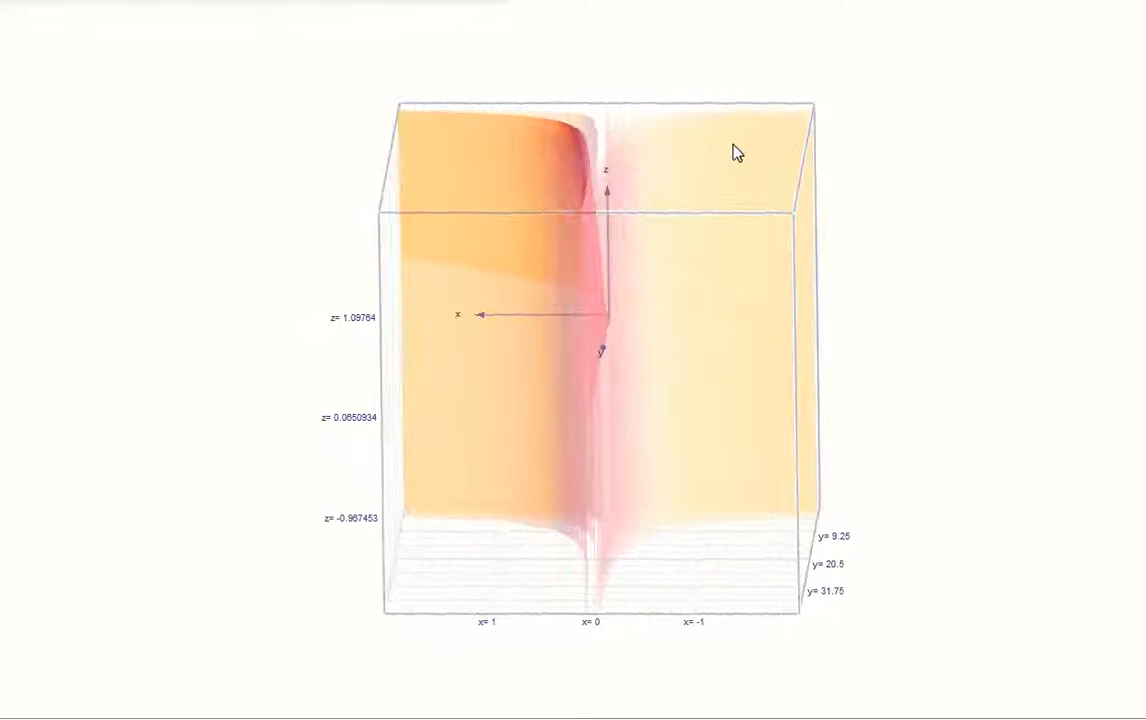 z
x
y
z= 1.09764
z= 0.0650934
z= -0.967453
y= 9.25
y= 20.5
y= 31.75
x= 1
x= 0
x= -1